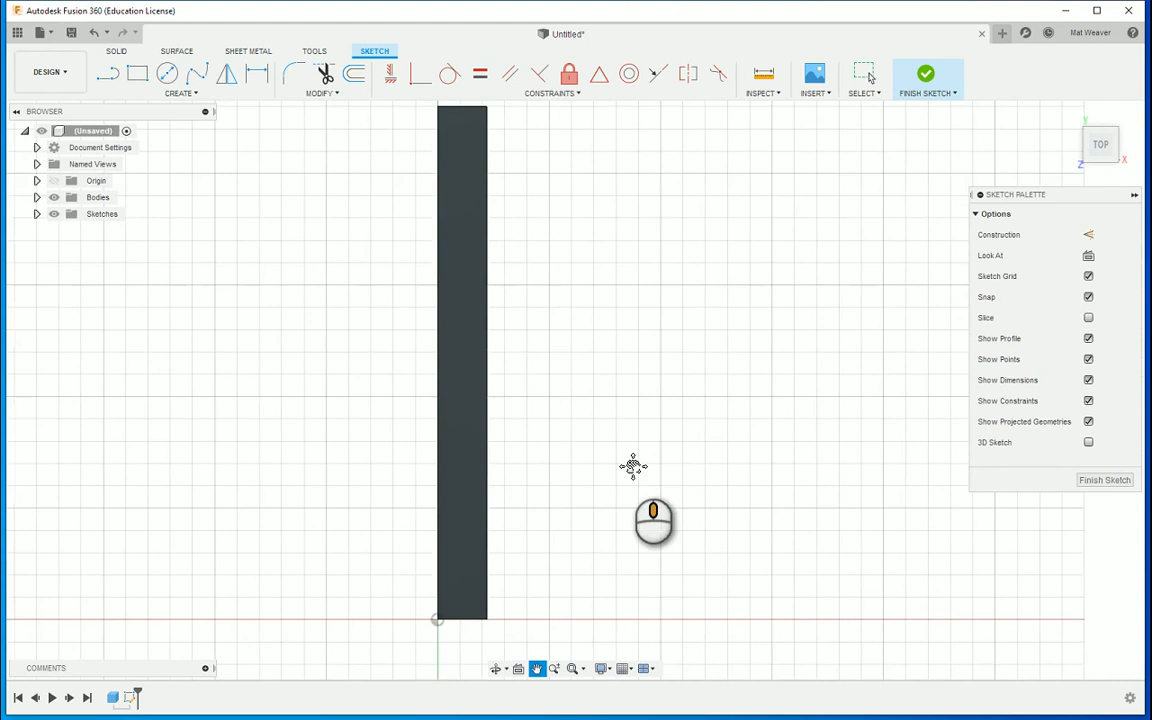 Autodesk Fusion 360 (Education License)
Untitled*
Mat Weaver
DESIGN
SOLID
SURFACE
SHEET METAL
TOOLS
SKETCH
CREATE
MODIFY
CONSTRAINTS
INSPECT
INSERT
SELECT
FINISH SKETCH
BROWSER
(Unsaved)
Document Settings
Named Views
Origin
Bodies
Sketches
Y
TOP
X
Z
SKETCH PALETTE
Options
Construction
Look At
Sketch Grid
Snap
Slice
Show Profile
Show Points
Show Dimensions
Show Constraints
Show Projected Geometries
3D Sketch
Finish Sketch
COMMENTS